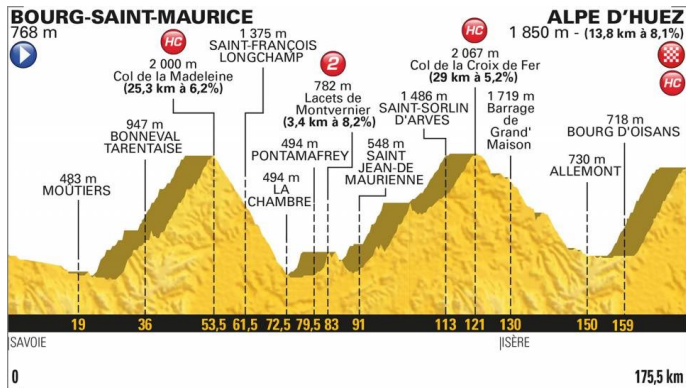 BOURG-SAINT-MAURICE
768 m
ALPE D'HUEZ
1 850 m - (13,8 km à 8,1%)
HC
HC
2 000 m
Col de la Madeleine
(25,3 km à 6,2%)
1 375 m
SAINT-FRANÇOIS
LONGCHAMP
2
782 m
Lacets de
Montvernier
(3,4 km à 8,2%)
HC
2 067 m
Col de la Croix de Fer
(29 km à 5,2%)
1 486 m
SAINT-SORLIN
D'ARVES
1 719 m
Barrage
de
Grand'
Maison
718 m
BOURG D'OISANS
730 m
ALLEMONT
947 m
BONNEVAL
TARENTAISE
483 m
MOÛTIERS
494 m
PONTAMAFREY
494 m
LA
CHAMBRE
548 m
SAINT
JEAN-DE
MAURIENNE
19 36 53,5 61,5 72,5 79,5 83 91 113 121 130 150 159
|SAVOIE |ISÈRE
0 175,5 km